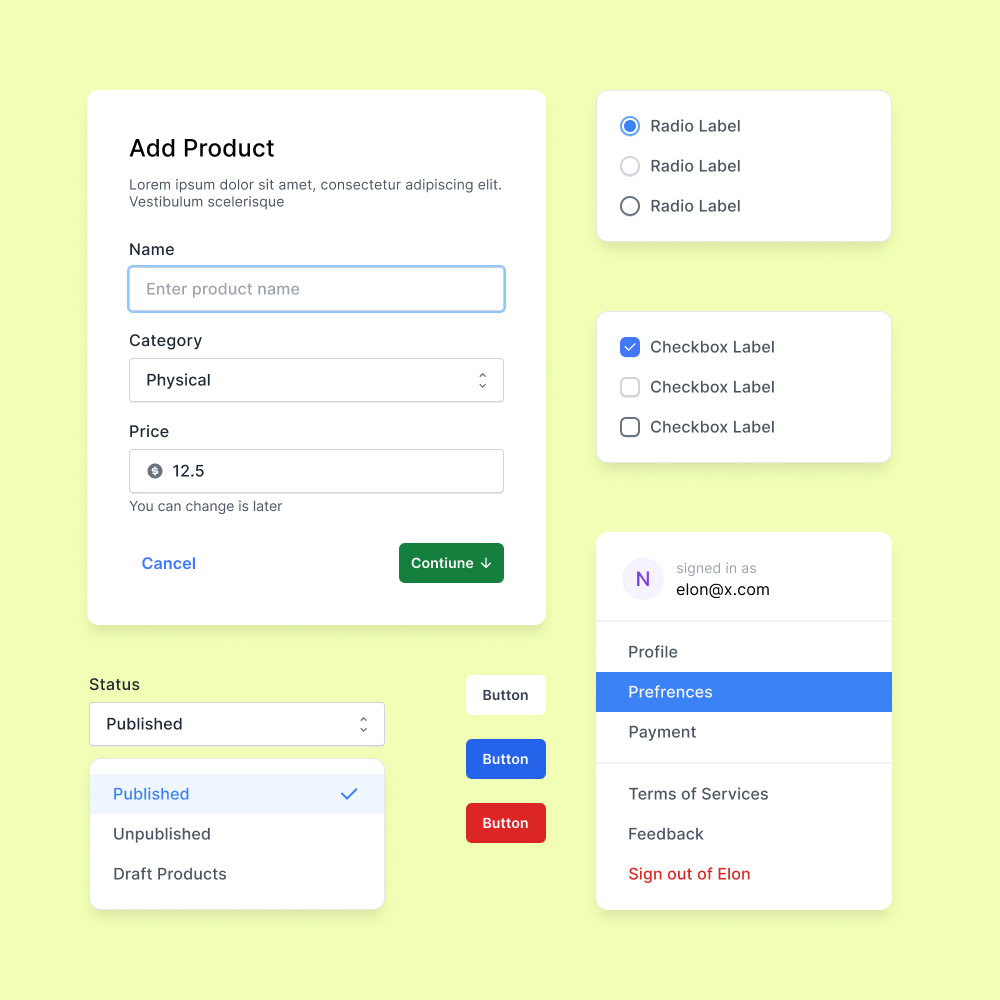 Add Product
Lorem ipsum dolor sit amet, consectetur adipiscing elit.
Vestibulum scelerisque
Name
Enter product name
Category
Physical
Price
$ 12.5
You can change is later
Cancel
Contiune ↓
Radio Label
Radio Label
Radio Label
Checkbox Label
Checkbox Label
Checkbox Label
Status
Published
Published
Unpublished
Draft Products
Button
Button
Button
N
signed in as
elon@x.com
Profile
Prefrences
Payment
Terms of Services
Feedback
Sign out of Elon